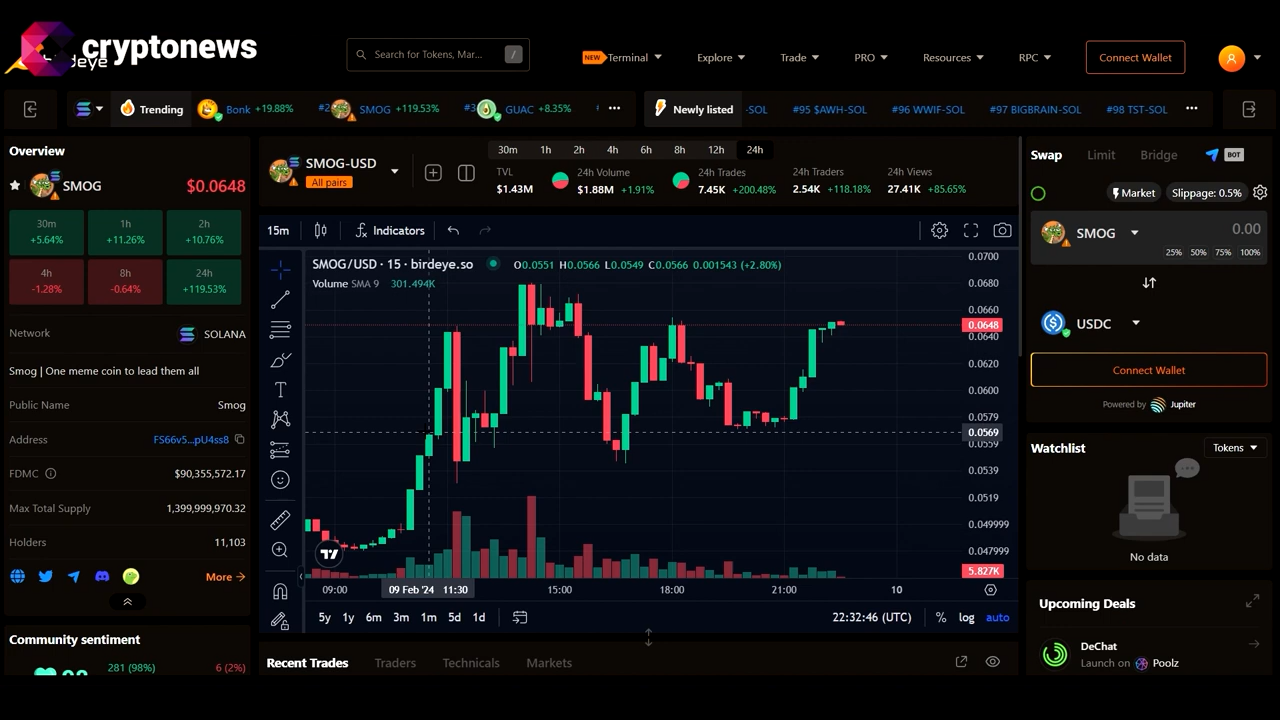 cryptonews
Search for Tokens, Mar... /
NEW Terminal Explore Trade PRO Resources RPC Connect Wallet
Trending Bonk +19.88% #2 SMOG +119.53% #3 GUAC +8.35% ...
Newly listed -SOL #95 $AWH-SOL #96 WWIF-SOL #97 BIGBRAIN-SOL #98 TST-SOL ...
Overview
SMOG $0.0648
30m 1h 2h
+5.64% +11.26% +10.76%
4h 8h 24h
-1.28% -0.64% +119.53%
Network SOLANA
Smog | One meme coin to lead them all
Public Name Smog
Address FS66v5...pU4ss8
FDMC $90,355,572.17
Max Total Supply 1,399,999,970.32
Holders 11,103
More
Community sentiment
281 (98%) 6 (2%)
SMOG-USD
All pairs
30m 1h 2h 4h 6h 8h 12h 24h
TVL 24h Volume 24h Trades 24h Traders 24h Views
$1.43M $1.88M +1.91% 7.45K +200.48% 2.54K +118.18% 27.41K +85.65%
15m Indicators
SMOG/USD · 15 · birdeye.so O0.0551 H0.0566 L0.0549 C0.0566 0.001543 (+2.80%)
Volume SMA 9 301.494K
0.0700
0.0680
0.0660
0.0648
0.0640
0.0620
0.0600
0.0579
0.0569
0.0559
0.0539
0.0519
0.049999
0.047999
5.827K
09:00 09 Feb '24 11:30 15:00 18:00 21:00 10
5y 1y 6m 3m 1m 5d 1d 22:32:46 (UTC) % log auto
Recent Trades Traders Technicals Markets
Swap Limit Bridge BOT
Market Slippage: 0.5%
SMOG 0.00
25% 50% 75% 100%
USDC
Connect Wallet
Powered by Jupiter
Watchlist Tokens
No data
Upcoming Deals
DeChat
Launch on Poolz